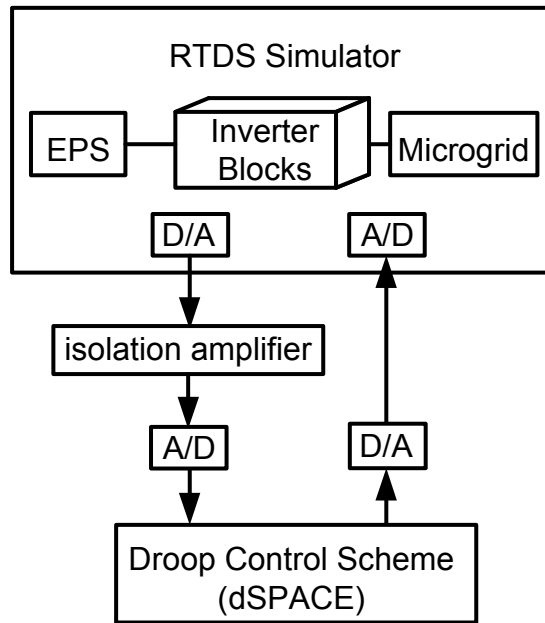 RTDS Simulator
EPS
Inverter
Blocks
Microgrid
D/A
A/D
isolation amplifier
A/D
D/A
Droop Control Scheme
(dSPACE)